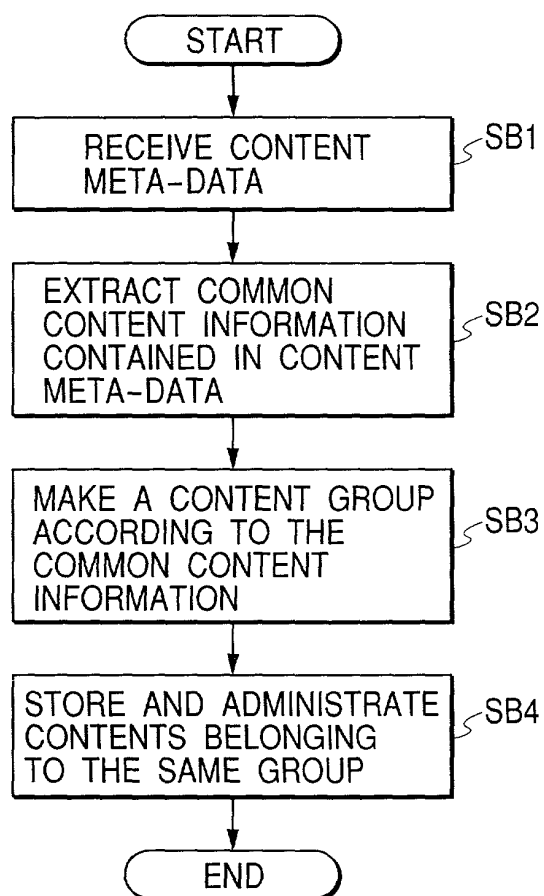 START
RECEIVE CONTENT
META-DATA
SB1
EXTRACT COMMON
CONTENT INFORMATION
CONTAINED IN CONTENT
META-DATA
SB2
MAKE A CONTENT GROUP
ACCORDING TO THE
COMMON CONTENT
INFORMATION
SB3
STORE AND ADMINISTRATE
CONTENTS BELONGING
TO THE SAME GROUP
SB4
END